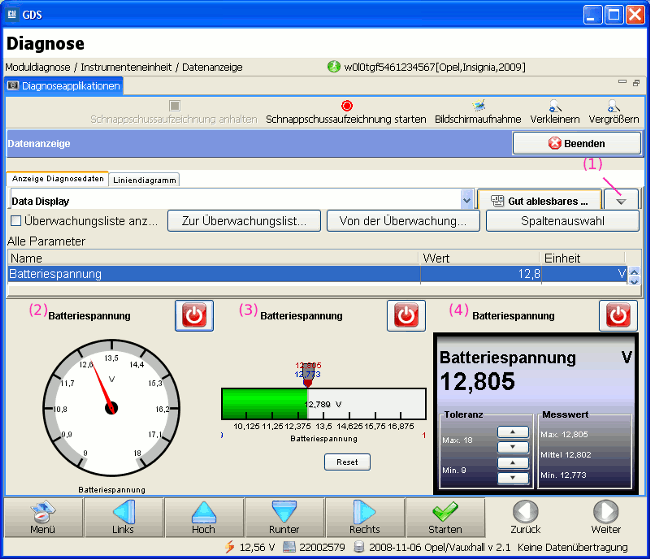 GDS
Diagnose
Moduldiagnose / Instrumenteneinheit / Datenanzeige w0l0tgf5461234567[Opel,Insignia,2009]
Diagnoseapplikationen
Schnappschussaufzeichnung anhalten Schnappschussaufzeichnung starten Bildschirmaufnahme Verkleinern Vergrößern
Datenanzeige Beenden
(1)
Anzeige Diagnosedaten Liniendiagramm
Data Display Gut ablesbares ...
Überwachungsliste anz... Zur Überwachungslist... Von der Überwachung... Spaltenauswahl
Alle Parameter
Name Wert Einheit
Batteriespannung 12,8 V
(2) Batteriespannung (3) Batteriespannung (4) Batteriespannung
12,6 13,5 14,4
11,7 V 15,3
10,8 16,2
9,9 17,1
9 18
Batteriespannung
12,805
12,773
12,789 V
10,125 11,25 12,375 13,5 14,625 15,75 16,875
9 1
Batteriespannung
Reset
Batteriespannung V
12,805
Toleranz Messwert
Max. 18 Max. 12,805
Mittel 12,802
Min. 9 Min. 12,773
Menü Links Hoch Runter Rechts Starten Zurück Weiter
12,56 V 22002579 2008-11-06 Opel/Vauxhall v 2.1 Keine Datenübertragung